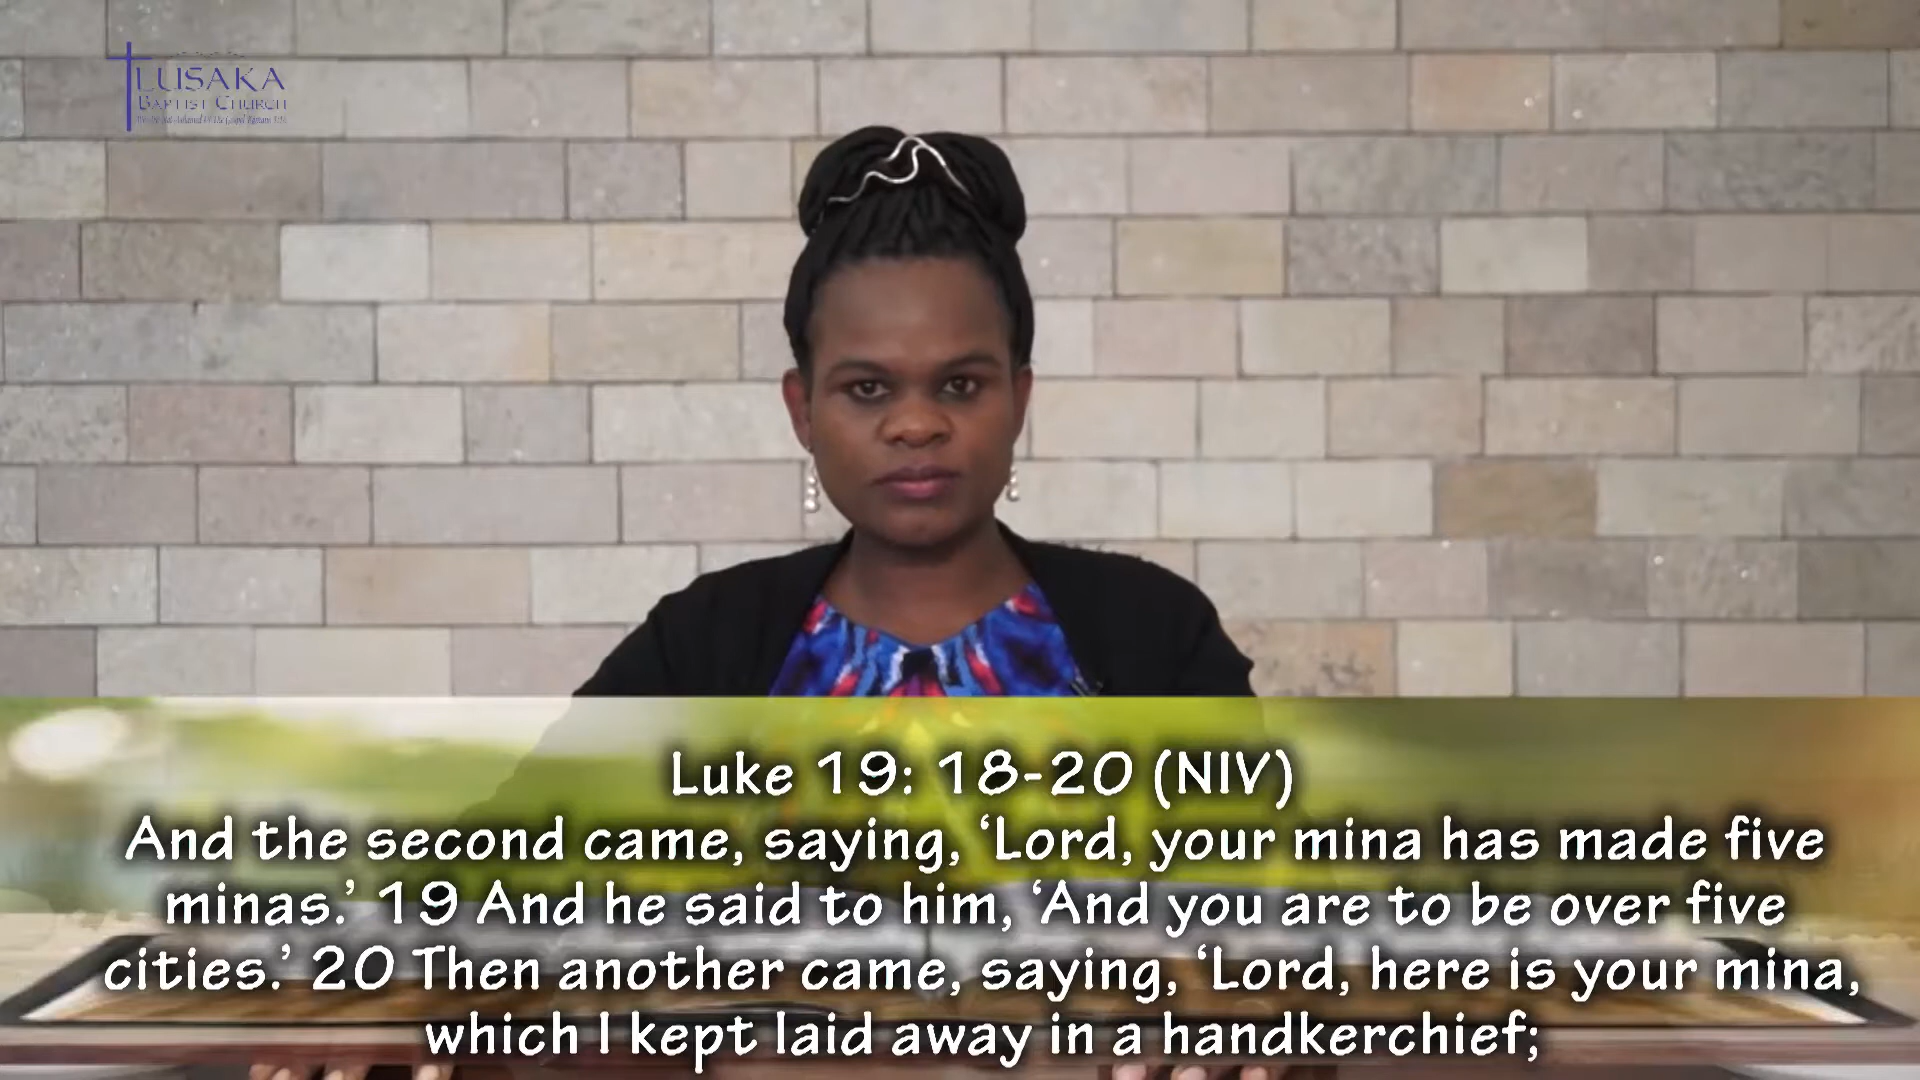 LUSAKA
BAPTIST CHURCH
Luke 19: 18-20 (NIV)
And the second came, saying, ‘Lord, your mina has made five
minas.’ 19 And he said to him, ‘And you are to be over five
cities.’ 20 Then another came, saying, ‘Lord, here is your mina,
which I kept laid away in a handkerchief;